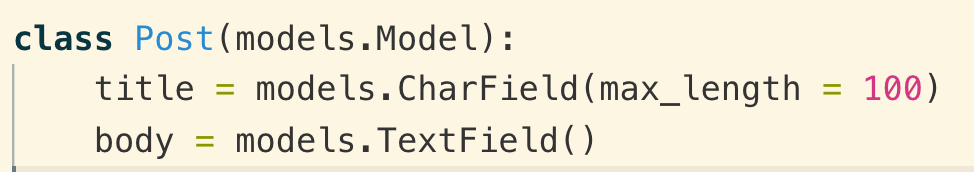 class Post(models.Model):
    title = models.CharField(max_length = 100)
    body = models.TextField()